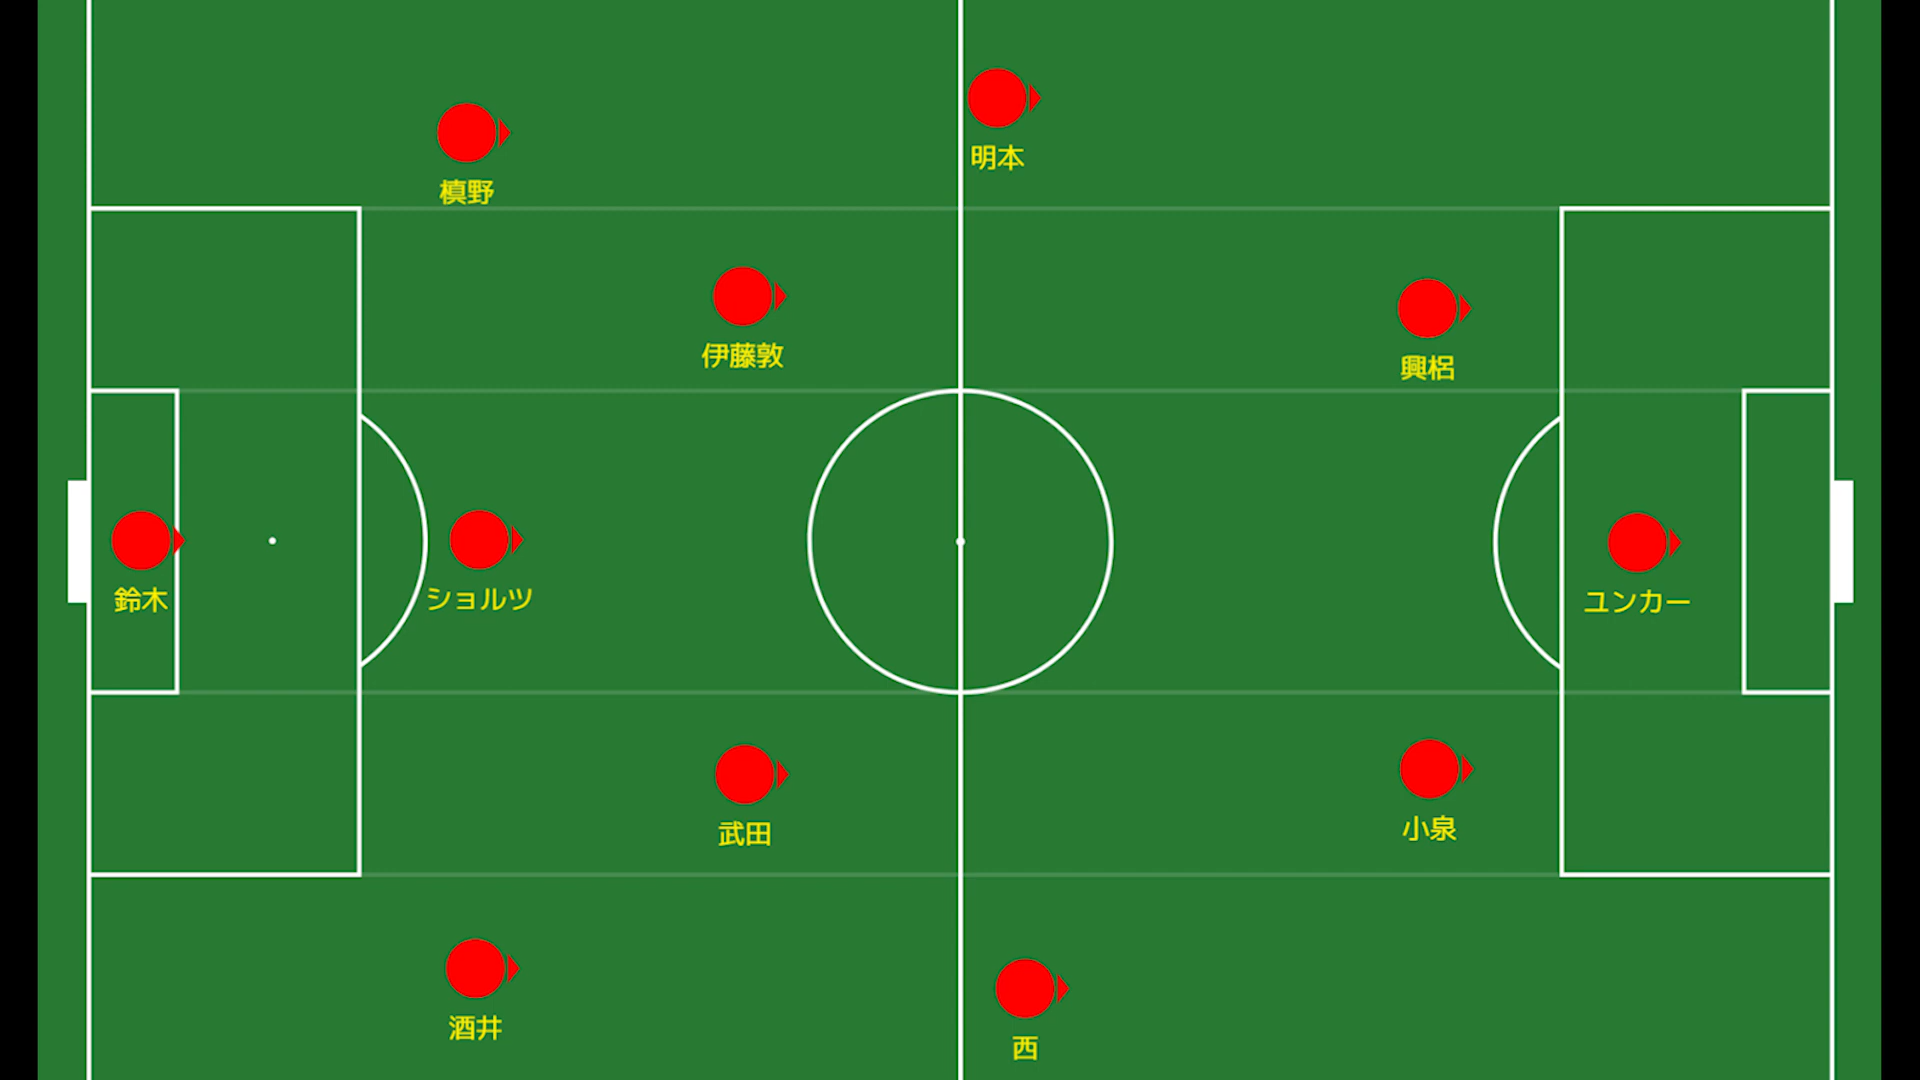 明本
槙野
伊藤敦
興梠
鈴木
ショルツ
ユンカー
武田
小泉
酒井
西